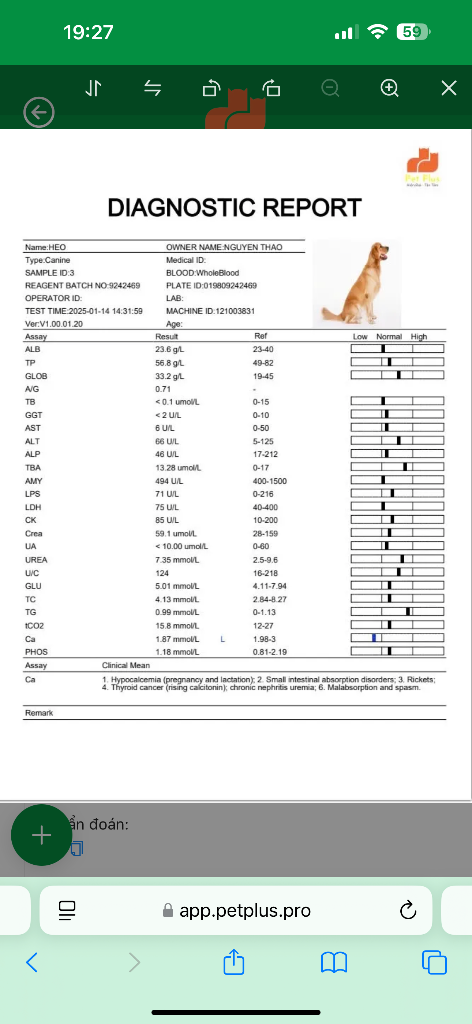 19:27
59
Pet Plus
DIAGNOSTIC REPORT
Name:HEO OWNER NAME:NGUYEN THAO
Type:Canine Medical ID:
SAMPLE ID:3 BLOOD:WholeBlood
REAGENT BATCH NO:9242469 PLATE ID:019809242469
OPERATOR ID: LAB:
TEST TIME:2025-01-14 14:31:59 MACHINE ID:121003831
Ver:V1.00.01.20 Age:
Assay Result Ref Low Normal High
ALB 23.6 g/L 23-40
TP 56.8 g/L 49-82
GLOB 33.2 g/L 19-45
A/G 0.71 -
TB < 0.1 umol/L 0-15
GGT < 2 U/L 0-10
AST 6 U/L 0-50
ALT 66 U/L 5-125
ALP 46 U/L 17-212
TBA 13.28 umol/L 0-17
AMY 494 U/L 400-1500
LPS 71 U/L 0-216
LDH 75 U/L 40-400
CK 85 U/L 10-200
Crea 59.1 umol/L 28-159
UA < 10.00 umol/L 0-60
UREA 7.35 mmol/L 2.5-9.6
U/C 124 16-218
GLU 5.01 mmol/L 4.11-7.94
TC 4.13 mmol/L 2.84-8.27
TG 0.99 mmol/L 0-1.13
tCO2 15.8 mmol/L 12-27
Ca 1.87 mmol/L L 1.98-3
PHOS 1.18 mmol/L 0.81-2.19
Assay Clinical Mean
Ca 1. Hypocalcemia (pregnancy and lactation); 2. Small intestinal absorption disorders; 3. Rickets;
4. Thyroid cancer (rising calcitonin); chronic nephritis uremia; 6. Malabsorption and spasm.
Remark
ẩn đoán:
app.petplus.pro